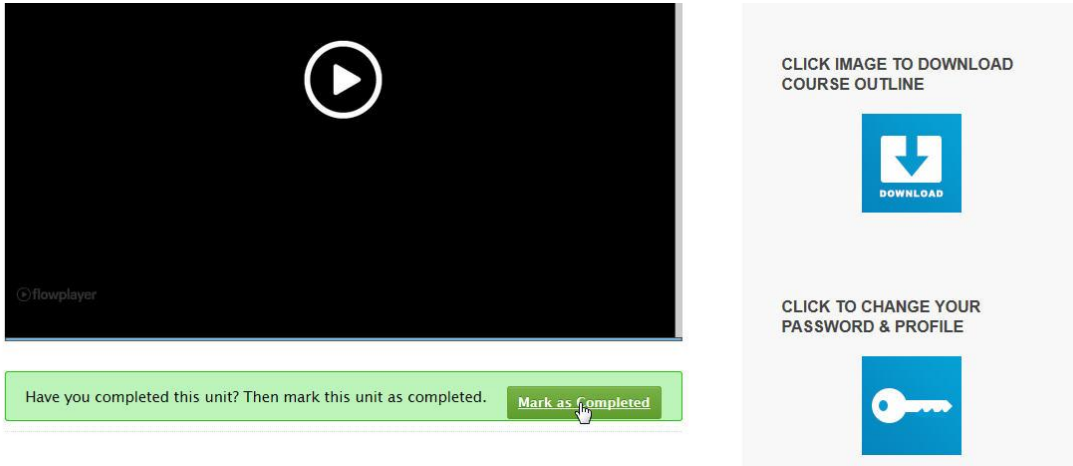 flowplayer
Have you completed this unit? Then mark this unit as completed.
Mark as Completed
CLICK IMAGE TO DOWNLOAD
COURSE OUTLINE
DOWNLOAD
CLICK TO CHANGE YOUR
PASSWORD & PROFILE